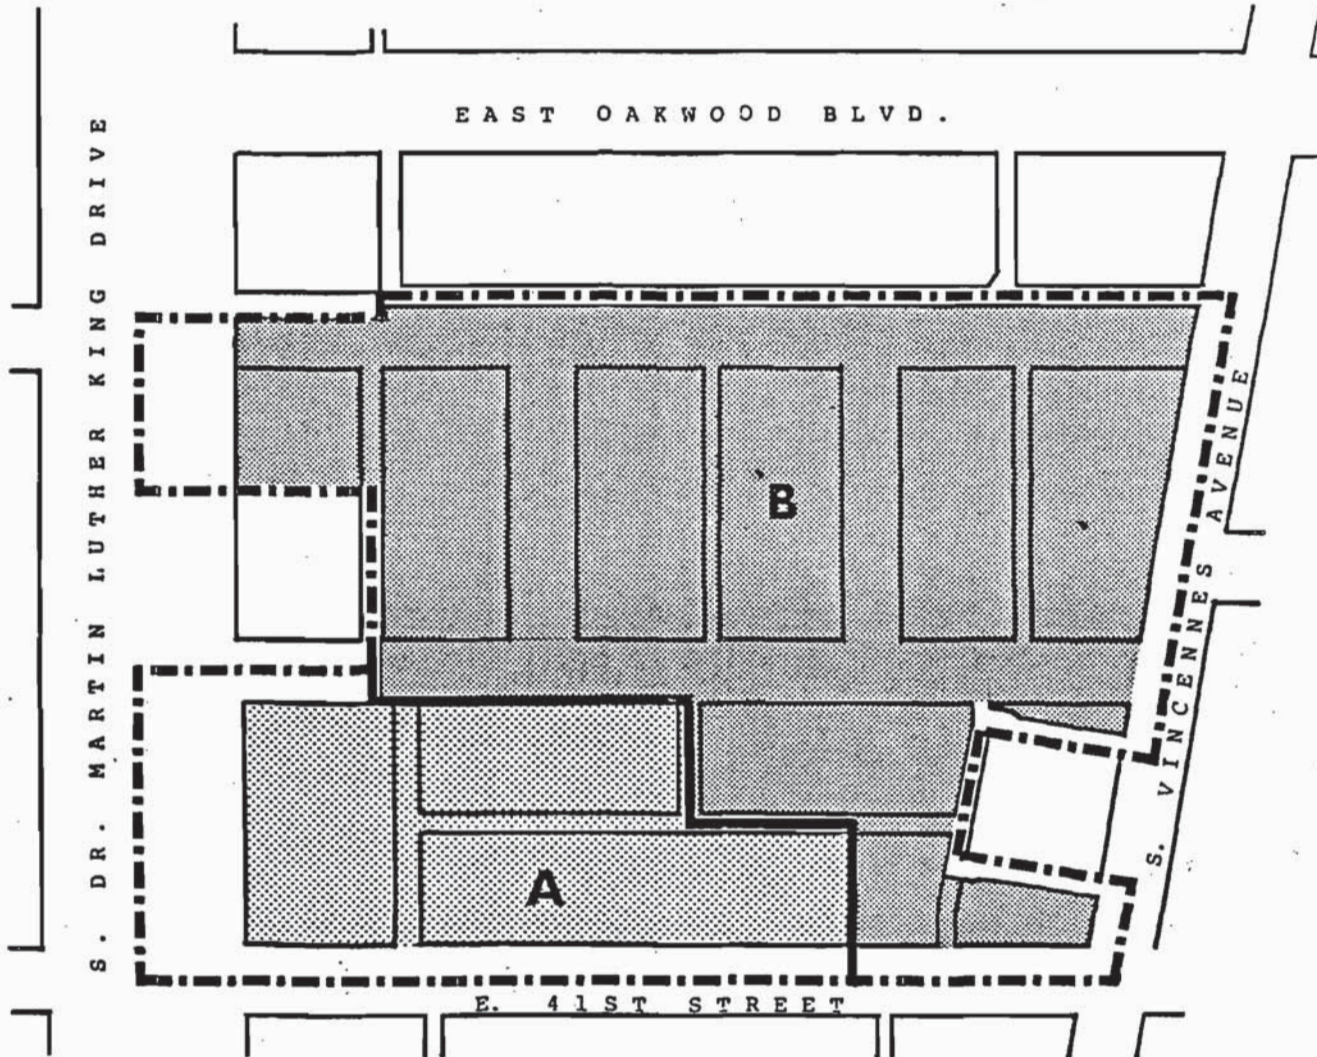 EAST OAKWOOD BLVD.
S. DR. MARTIN LUTHER KING DRIVE
B
S. VINCENNES AVENUE
A
E. 41ST STREET